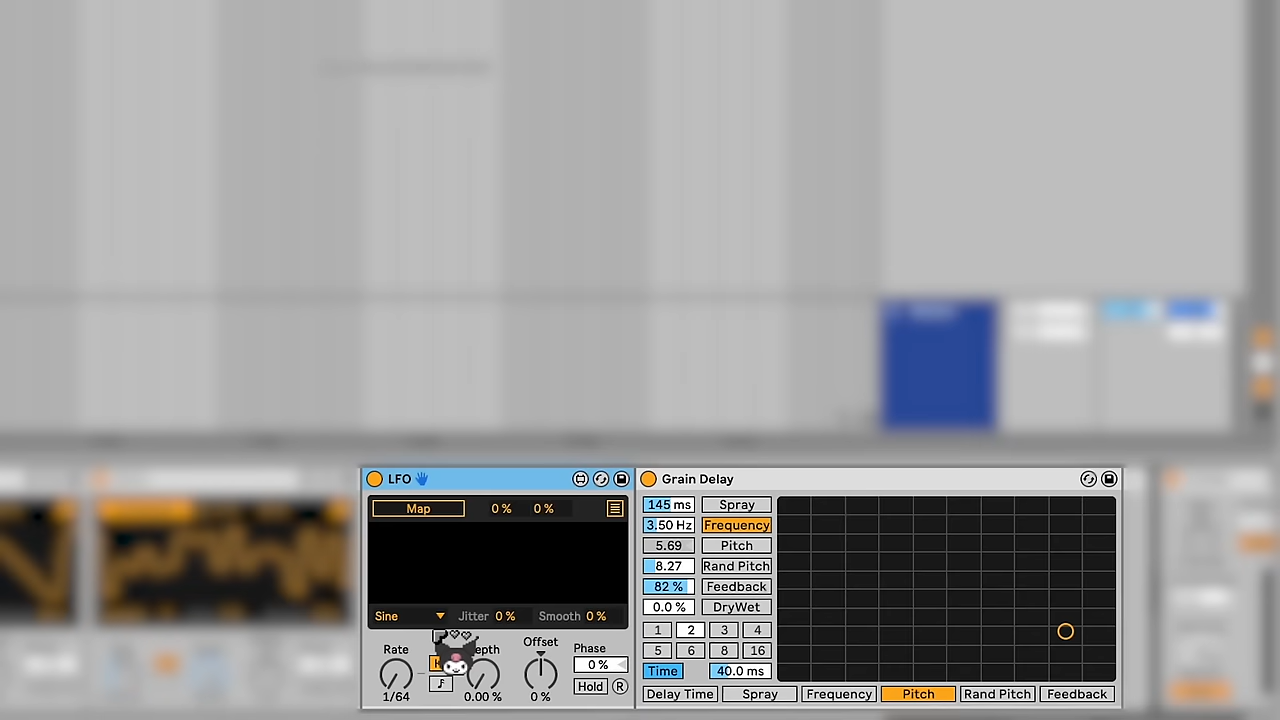 LFO
Grain Delay
Map 0 % 0 %
Sine Jitter 0 % Smooth 0 %
Rate
1/64
0.00 %
Offset
0 %
Phase
0 %
Hold R
145 ms Spray
3.50 Hz Frequency
5.69 Pitch
8.27 Rand Pitch
82 % Feedback
0.0 % DryWet
1 2 3 4
5 6 8 16
Time 40.0 ms
Delay Time Spray Frequency Pitch Rand Pitch Feedback